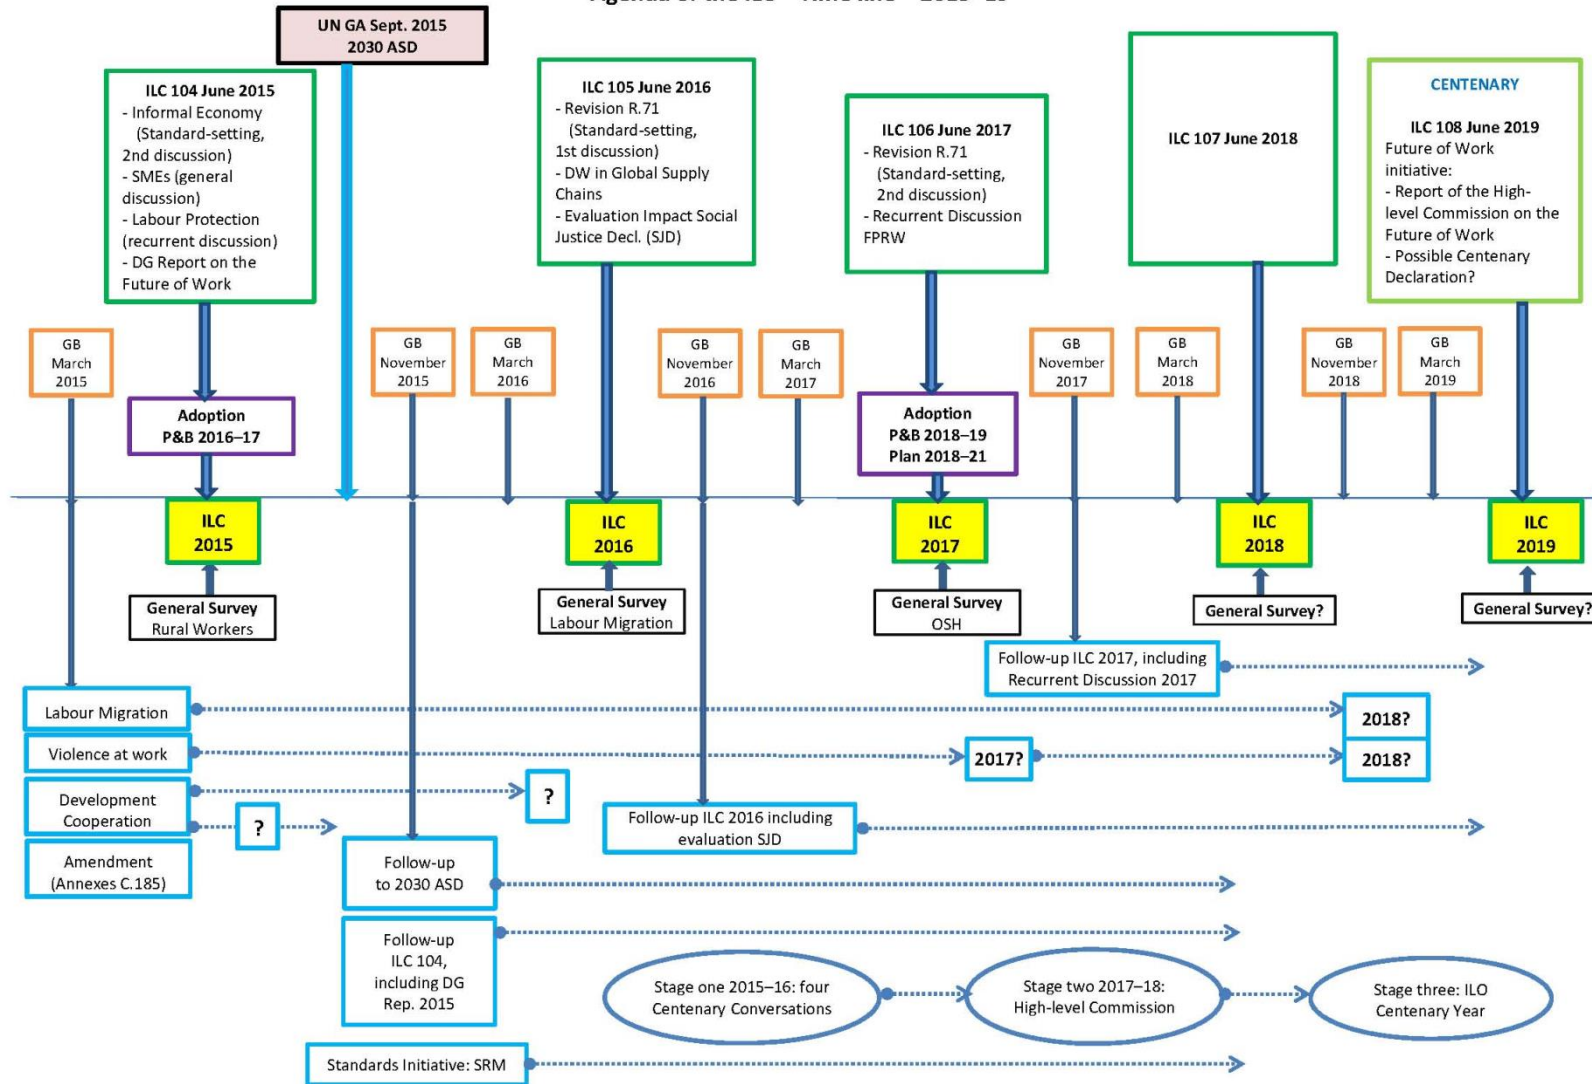 UN GA Sept. 2015
2030 ASD
ILC 104 June 2015
- Informal Economy
(Standard-setting,
2nd discussion)
- SMEs (general
discussion)
- Labour Protection
(recurrent discussion)
- DG Report on the
Future of Work
ILC 105 June 2016
- Revision R.71
(Standard-setting,
1st discussion)
- DW in Global Supply
Chains
- Evaluation Impact Social
Justice Decl. (SJD)
ILC 106 June 2017
- Revision R.71
(Standard-setting,
2nd discussion)
- Recurrent Discussion
FPRW
ILC 107 June 2018
CENTENARY
ILC 108 June 2019
Future of Work
initiative:
- Report of the High-
level Commission on the
Future of Work
- Possible Centenary
Declaration?
GB
March
2015
GB
November
2015
GB
March
2016
GB
November
2016
GB
March
2017
GB
November
2017
GB
March
2018
GB
November
2018
GB
March
2019
Adoption
P&B 2016–17
Adoption
P&B 2018–19
Plan 2018–21
ILC
2015
ILC
2016
ILC
2017
ILC
2018
ILC
2019
General Survey
Rural Workers
General Survey
Labour Migration
General Survey
OSH
General Survey?
General Survey?
Follow-up ILC 2017, including
Recurrent Discussion 2017
Labour Migration
2018?
Violence at work
2017?
2018?
Development
Cooperation
?
?
Follow-up ILC 2016 including
evaluation SJD
Amendment
(Annexes C.185)
Follow-up
to 2030 ASD
Follow-up
ILC 104,
including DG
Rep. 2015
Stage one 2015–16: four
Centenary Conversations
Stage two 2017–18:
High-level Commission
Stage three: ILO
Centenary Year
Standards Initiative: SRM